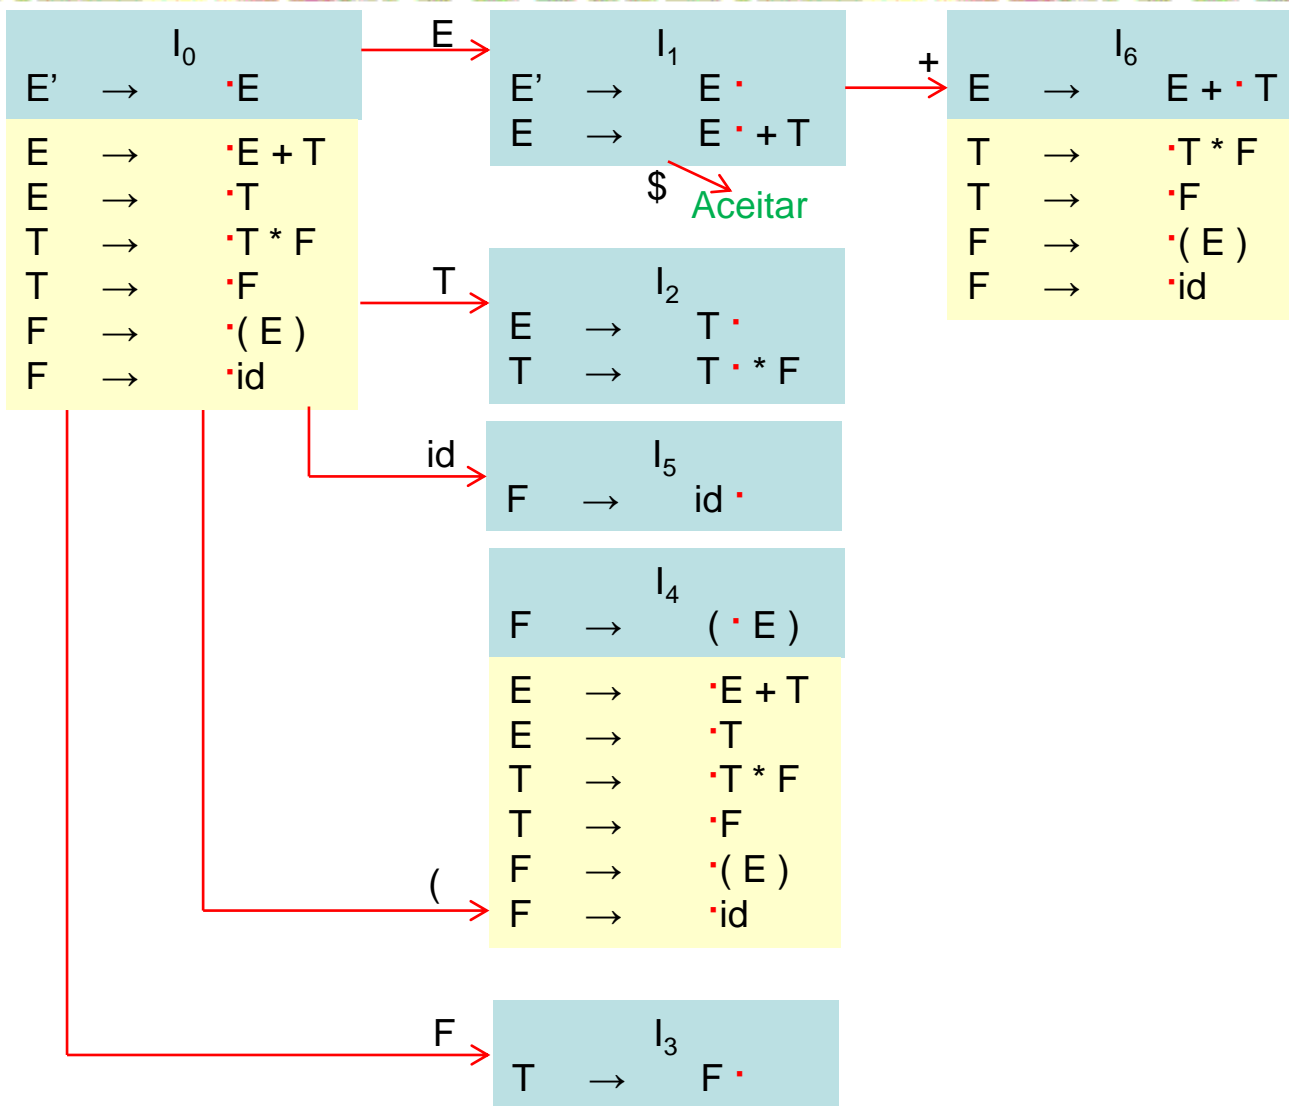 I0
E’ → ·E
E → ·E + T
E → ·T
T → ·T * F
T → ·F
F → ·( E )
F → ·id
E
I1
E’ → E ·
E → E · + T
$
Aceitar
+
I6
E → E + · T
T → ·T * F
T → ·F
F → ·( E )
F → ·id
T
I2
E → T ·
T → T · * F
id
I5
F → id ·
(
I4
F → ( · E )
E → ·E + T
E → ·T
T → ·T * F
T → ·F
F → ·( E )
F → ·id
F
I3
T → F ·